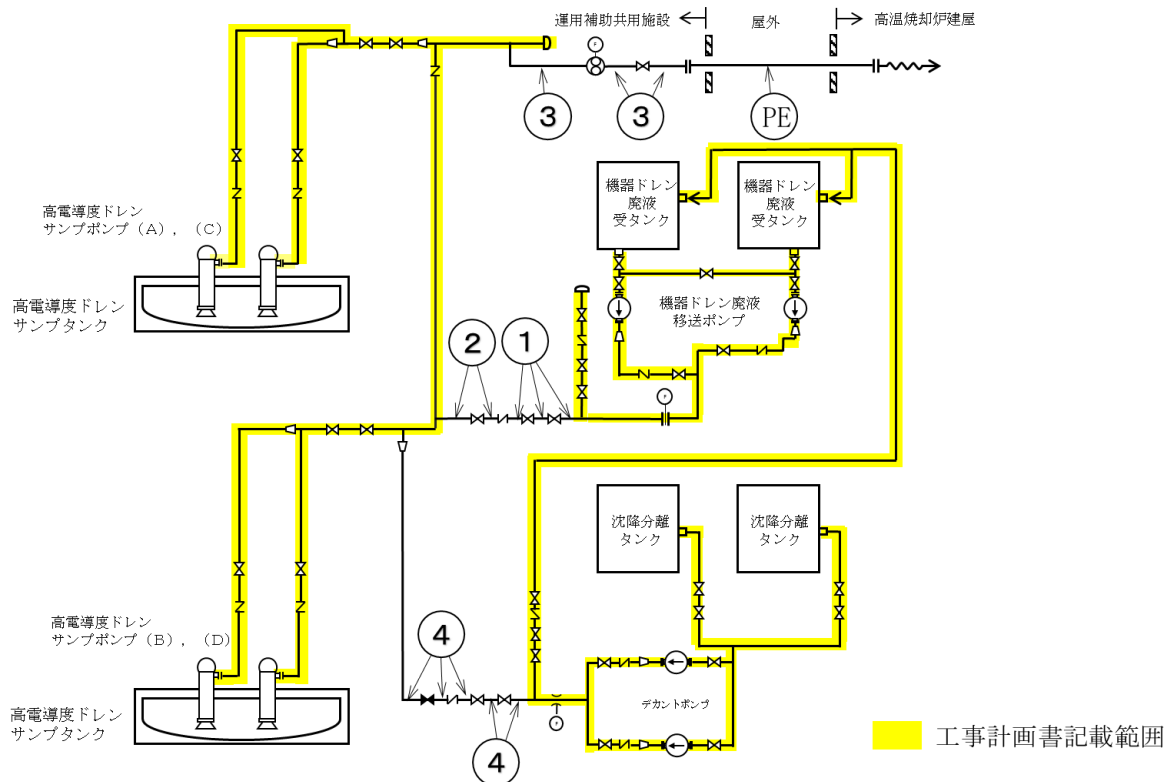 運用補助共用施設
屋外
高温焼却炉建屋
F
③
③
PE
機器ドレン
廃液
受タンク
機器ドレン
廃液
受タンク
高電導度ドレン
サンプポンプ(A),(C)
高電導度ドレン
サンプタンク
機器ドレン廃液
移送ポンプ
②
①
F
沈降分離
タンク
沈降分離
タンク
高電導度ドレン
サンプポンプ(B),(D)
④
高電導度ドレン
サンプタンク
デカントポンプ
F
④
工事計画書記載範囲